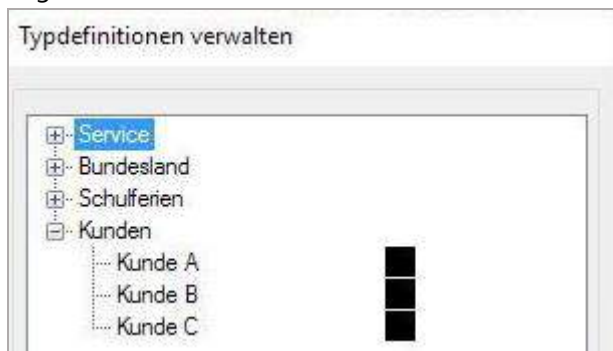 Typdefinitionen verwalten
Service
Bundesland
Schulferien
Kunden
Kunde A
Kunde B
Kunde C